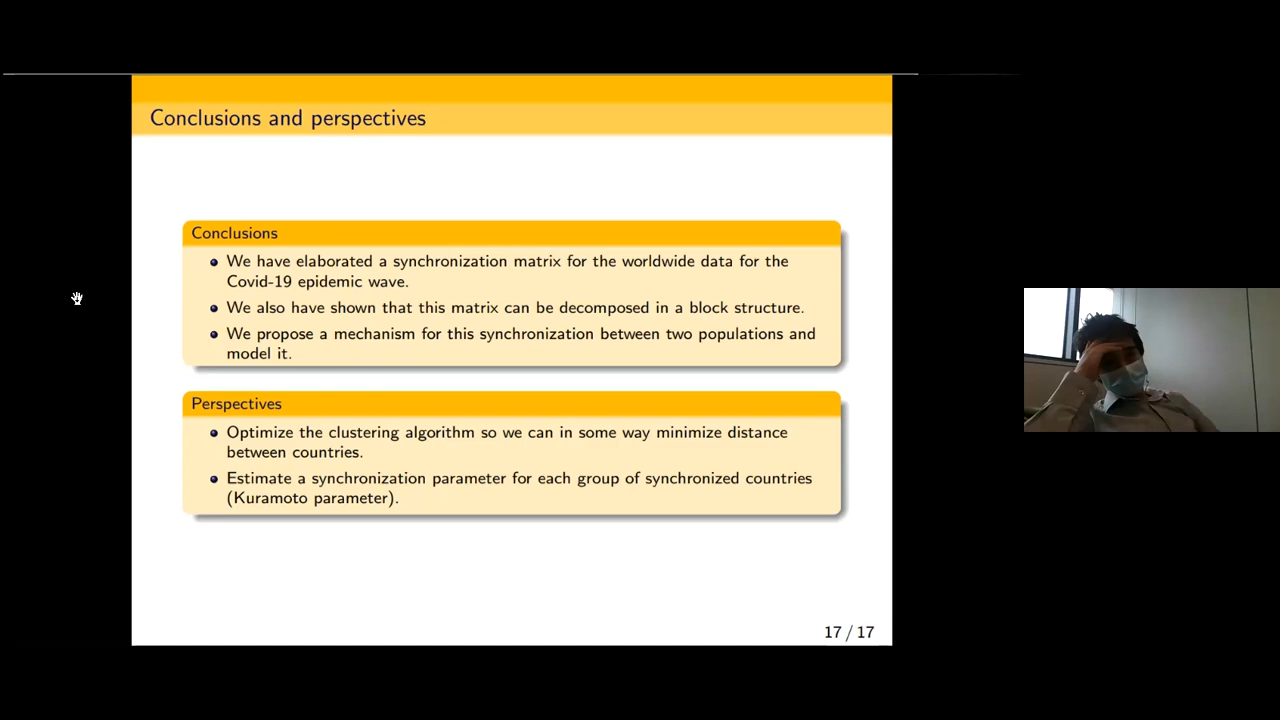 Conclusions and perspectives
Conclusions
We have elaborated a synchronization matrix for the worldwide data for the
Covid-19 epidemic wave.
We also have shown that this matrix can be decomposed in a block structure.
We propose a mechanism for this synchronization between two populations and
model it.
Perspectives
Optimize the clustering algorithm so we can in some way minimize distance
between countries.
Estimate a synchronization parameter for each group of synchronized countries
(Kuramoto parameter).
17 / 17